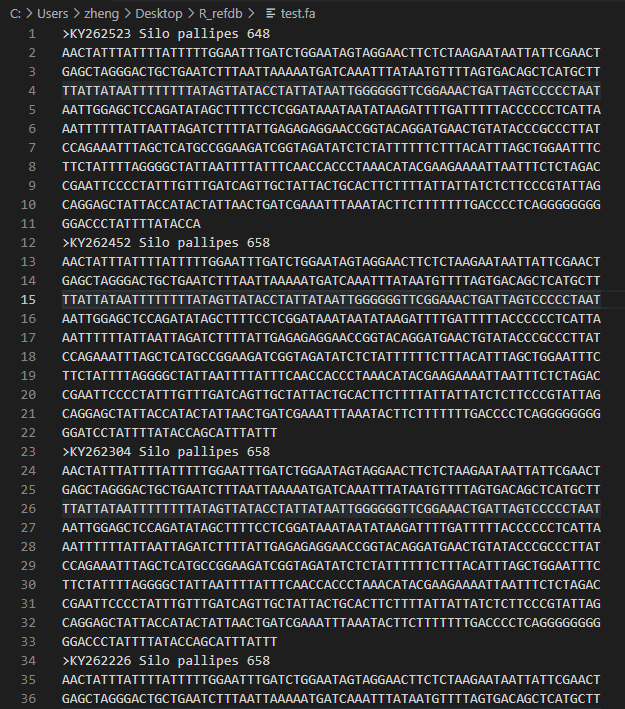 C: > Users > zheng > Desktop > R_refdb > test.fa
1 >KY262523 Silo pallipes 648
2 AACTATTTATTTTATTTTTGGAATTTGATCTGGAATAGTAGGAACTTCTCTAAGAATAATTATTCGAACT
3 GAGCTAGGGACTGCTGAATCTTTAATTAAAAATGATCAAATTTATAATGTTTTAGTGACAGCTCATGCTT
4 TTATTATAATTTTTTTTATAGTTATACCTATTATAATTGGGGGGTTCGGAAACTGATTAGTCCCCCTAAT
5 AATTGGAGCTCCAGATATAGCTTTTCCTCGGATAAATAATATAAGATTTTGATTTTTACCCCCCTCATTA
6 AATTTTTTATTAATTAGATCTTTTATTGAGAGAGGAACCGGTACAGGATGAACTGTATACCCGCCCTTAT
7 CCAGAAATTTAGCTCATGCCGGAAGATCGGTAGATATCTCTATTTTTTCTTTACATTTAGCTGGAATTTC
8 TTCTATTTTAGGGGCTATTAATTTTATTTCAACCACCCTAAACATACGAAGAAAATTAATTTCTCTAGAC
9 CGAATTCCCCTATTTGTTTGATCAGTTGCTATTACTGCACTTCTTTTATTATTATCTCTTCCCGTATTAG
10 CAGGAGCTATTACCATACTATTAACTGATCGAAATTTAAATACTTCTTTTTTTGACCCCTCAGGGGGGGG
11 GGACCCTATTTTATACCA
12 >KY262452 Silo pallipes 658
13 AACTATTTATTTTATTTTTGGAATTTGATCTGGAATAGTAGGAACTTCTCTAAGAATAATTATTCGAACT
14 GAGCTAGGGACTGCTGAATCTTTAATTAAAAATGATCAAATTTATAATGTTTTAGTGACAGCTCATGCTT
15 TTATTATAATTTTTTTTATAGTTATACCTATTATAATTGGGGGGTTCGGAAACTGATTAGTCCCCCTAAT
16 AATTGGAGCTCCAGATATAGCTTTTCCTCGGATAAATAATATAAGATTTTGATTTTTACCCCCCTCATTA
17 AATTTTTTATTAATTAGATCTTTTATTGAGAGAGGAACCGGTACAGGATGAACTGTATACCCGCCCTTAT
18 CCAGAAATTTAGCTCATGCCGGAAGATCGGTAGATATCTCTATTTTTTCTTTACATTTAGCTGGAATTTC
19 TTCTATTTTAGGGGCTATTAATTTTATTTCAACCACCCTAAACATACGAAGAAAATTAATTTCTCTAGAC
20 CGAATTCCCCTATTTGTTTGATCAGTTGCTATTACTGCACTTCTTTTATTATTATCTCTTCCCGTATTAG
21 CAGGAGCTATTACCATACTATTAACTGATCGAAATTTAAATACTTCTTTTTTTGACCCCTCAGGGGGGGG
22 GGATCCTATTTTATACCAGCATTTATTT
23 >KY262304 Silo pallipes 658
24 AACTATTTATTTTATTTTTGGAATTTGATCTGGAATAGTAGGAACTTCTCTAAGAATAATTATTCGAACT
25 GAGCTAGGGACTGCTGAATCTTTAATTAAAAATGATCAAATTTATAATGTTTTAGTGACAGCTCATGCTT
26 TTATTATAATTTTTTTTATAGTTATACCTATTATAATTGGGGGGTTCGGAAACTGATTAGTCCCCCTAAT
27 AATTGGAGCTCCAGATATAGCTTTTCCTCGGATAAATAATATAAGATTTTGATTTTTACCCCCCTCATTA
28 AATTTTTTATTAATTAGATCTTTTATTGAGAGAGGAACCGGTACAGGATGAACTGTATACCCGCCCTTAT
29 CCAGAAATTTAGCTCATGCCGGAAGATCGGTAGATATCTCTATTTTTTCTTTACATTTAGCTGGAATTTC
30 TTCTATTTTAGGGGCTATTAATTTTATTTCAACCACCCTAAACATACGAAGAAAATTAATTTCTCTAGAC
31 CGAATTCCCCTATTTGTTTGATCAGTTGCTATTACTGCACTTCTTTTATTATTATCTCTTCCCGTATTAG
32 CAGGAGCTATTACCATACTATTAACTGATCGAAATTTAAATACTTCTTTTTTTGACCCCTCAGGGGGGGG
33 GGACCCTATTTTATACCAGCATTTATTT
34 >KY262226 Silo pallipes 658
35 AACTATTTATTTTATTTTTGGAATTTGATCTGGAATAGTAGGAACTTCTCTAAGAATAATTATTCGAACT
36 GAGCTAGGGACTGCTGAATCTTTAATTAAAAATGATCAAATTTATAATGTTTTAGTGACAGCTCATGCTT